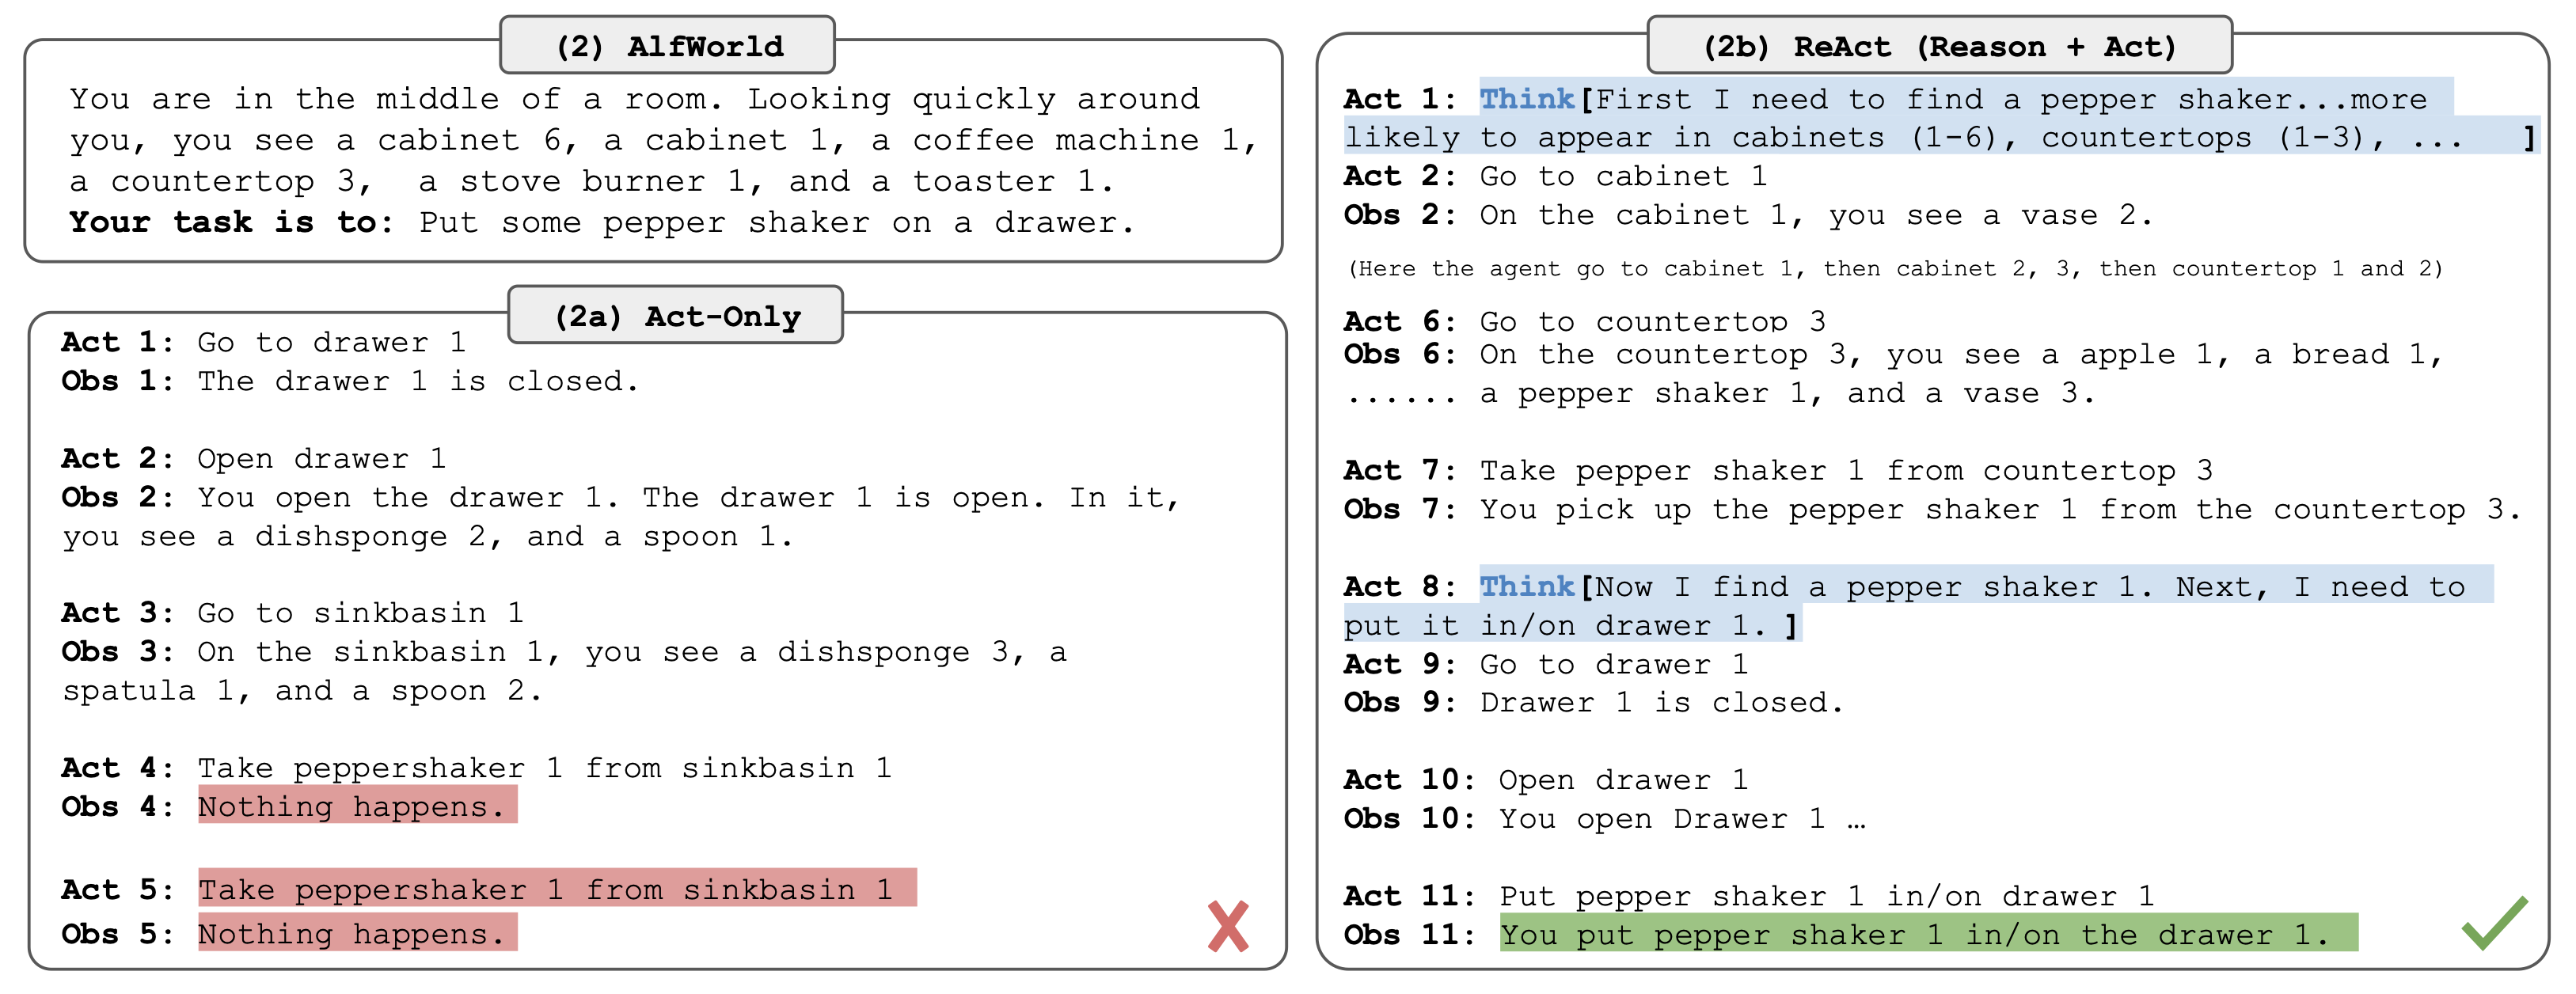 (2) AlfWorld
You are in the middle of a room. Looking quickly around
you, you see a cabinet 6, a cabinet 1, a coffee machine 1,
a countertop 3, a stove burner 1, and a toaster 1.
Your task is to: Put some pepper shaker on a drawer.
(2a) Act-Only
Act 1: Go to drawer 1
Obs 1: The drawer 1 is closed.
Act 2: Open drawer 1
Obs 2: You open the drawer 1. The drawer 1 is open. In it,
you see a dishsponge 2, and a spoon 1.
Act 3: Go to sinkbasin 1
Obs 3: On the sinkbasin 1, you see a dishsponge 3, a
spatula 1, and a spoon 2.
Act 4: Take peppershaker 1 from sinkbasin 1
Obs 4: Nothing happens.
Act 5: Take peppershaker 1 from sinkbasin 1
Obs 5: Nothing happens.
(2b) ReAct (Reason + Act)
Act 1: Think[First I need to find a pepper shaker...more
likely to appear in cabinets (1-6), countertops (1-3), ... ]
Act 2: Go to cabinet 1
Obs 2: On the cabinet 1, you see a vase 2.
(Here the agent go to cabinet 1, then cabinet 2, 3, then countertop 1 and 2)
Act 6: Go to countertop 3
Obs 6: On the countertop 3, you see a apple 1, a bread 1,
...... a pepper shaker 1, and a vase 3.
Act 7: Take pepper shaker 1 from countertop 3
Obs 7: You pick up the pepper shaker 1 from the countertop 3.
Act 8: Think[Now I find a pepper shaker 1. Next, I need to
put it in/on drawer 1. ]
Act 9: Go to drawer 1
Obs 9: Drawer 1 is closed.
Act 10: Open drawer 1
Obs 10: You open Drawer 1 …
Act 11: Put pepper shaker 1 in/on drawer 1
Obs 11: You put pepper shaker 1 in/on the drawer 1.